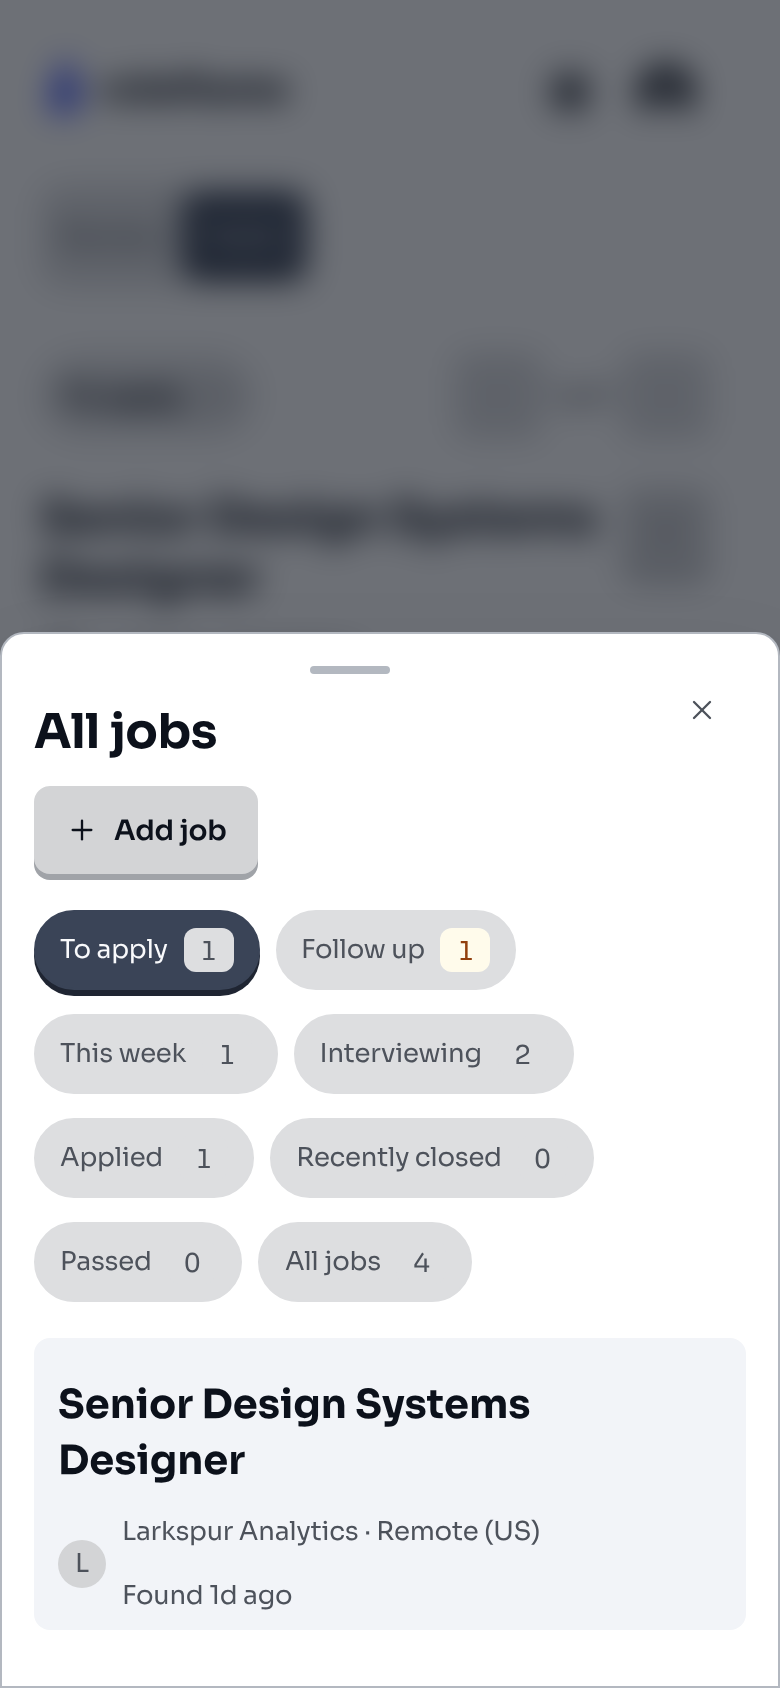 All jobs
Add job
To apply 1
Follow up 1
This week 1
Interviewing 2
Applied 1
Recently closed 0
Passed 0
All jobs 4
Senior Design Systems
Designer
L
Larkspur Analytics · Remote (US)
Found 1d ago